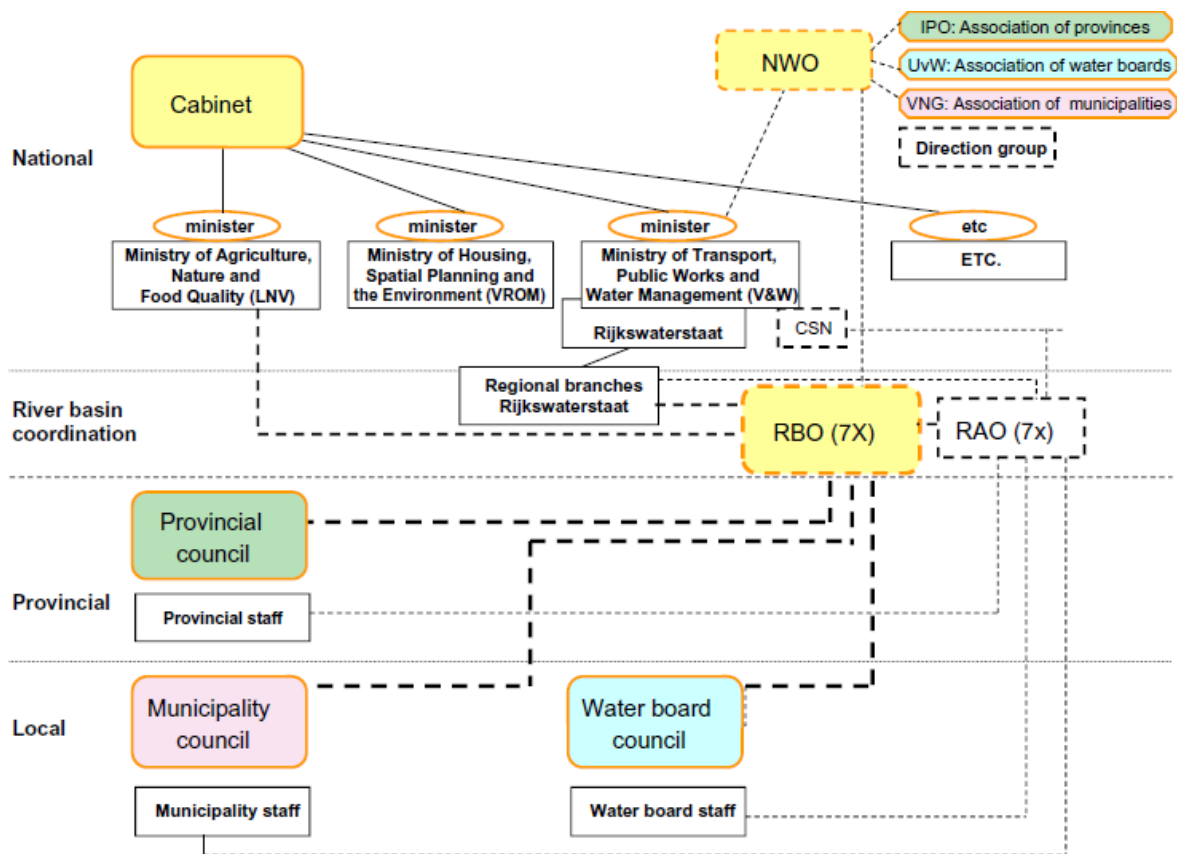 IPO: Association of provinces
NWO
UvW: Association of water boards
Cabinet
VNG: Association of municipalities
Direction group
National
minister
minister
minister
etc
Ministry of Agriculture,
Nature and
Food Quality (LNV)
Ministry of Housing,
Spatial Planning and
the Environment (VROM)
Ministry of Transport,
Public Works and
Water Management (V&W)
ETC.
Rijkswaterstaat
CSN
Regional branches
Rijkswaterstaat
River basin
coordination
RBO (7X)
RAO (7x)
Provincial
council
Provincial
Provincial staff
Municipality
council
Water board
council
Local
Municipality staff
Water board staff